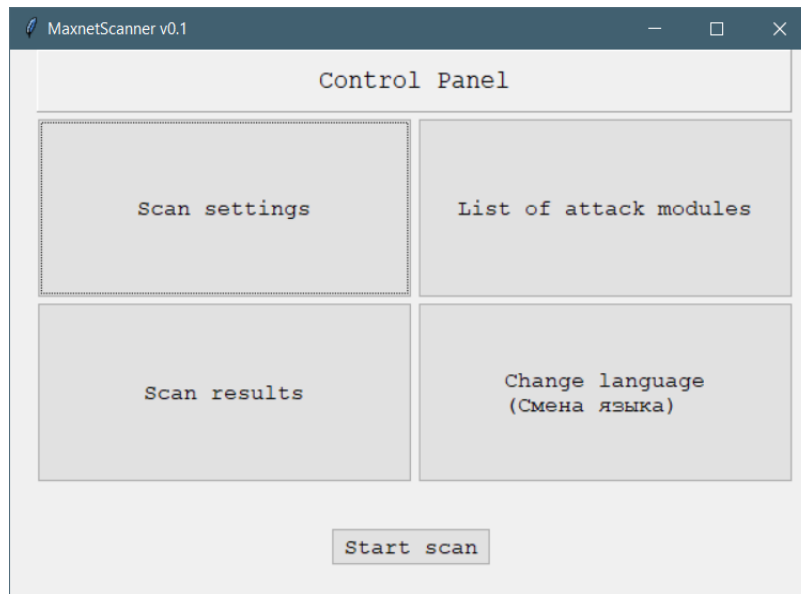 MaxnetScanner v0.1
Control Panel
Scan settings
List of attack modules
Scan results
Change language
(Смена языка)
Start scan